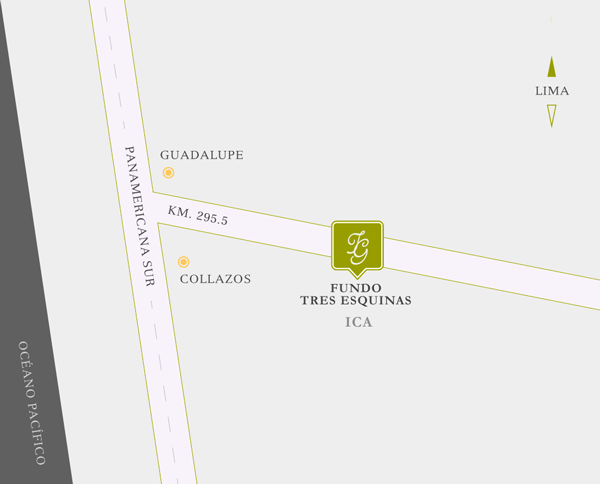 LIMA
GUADALUPE
PANAMERICANA SUR
KM. 295.5
COLLAZOS
FUNDO
TRES ESQUINAS
ICA
OCÉANO PACÍFICO